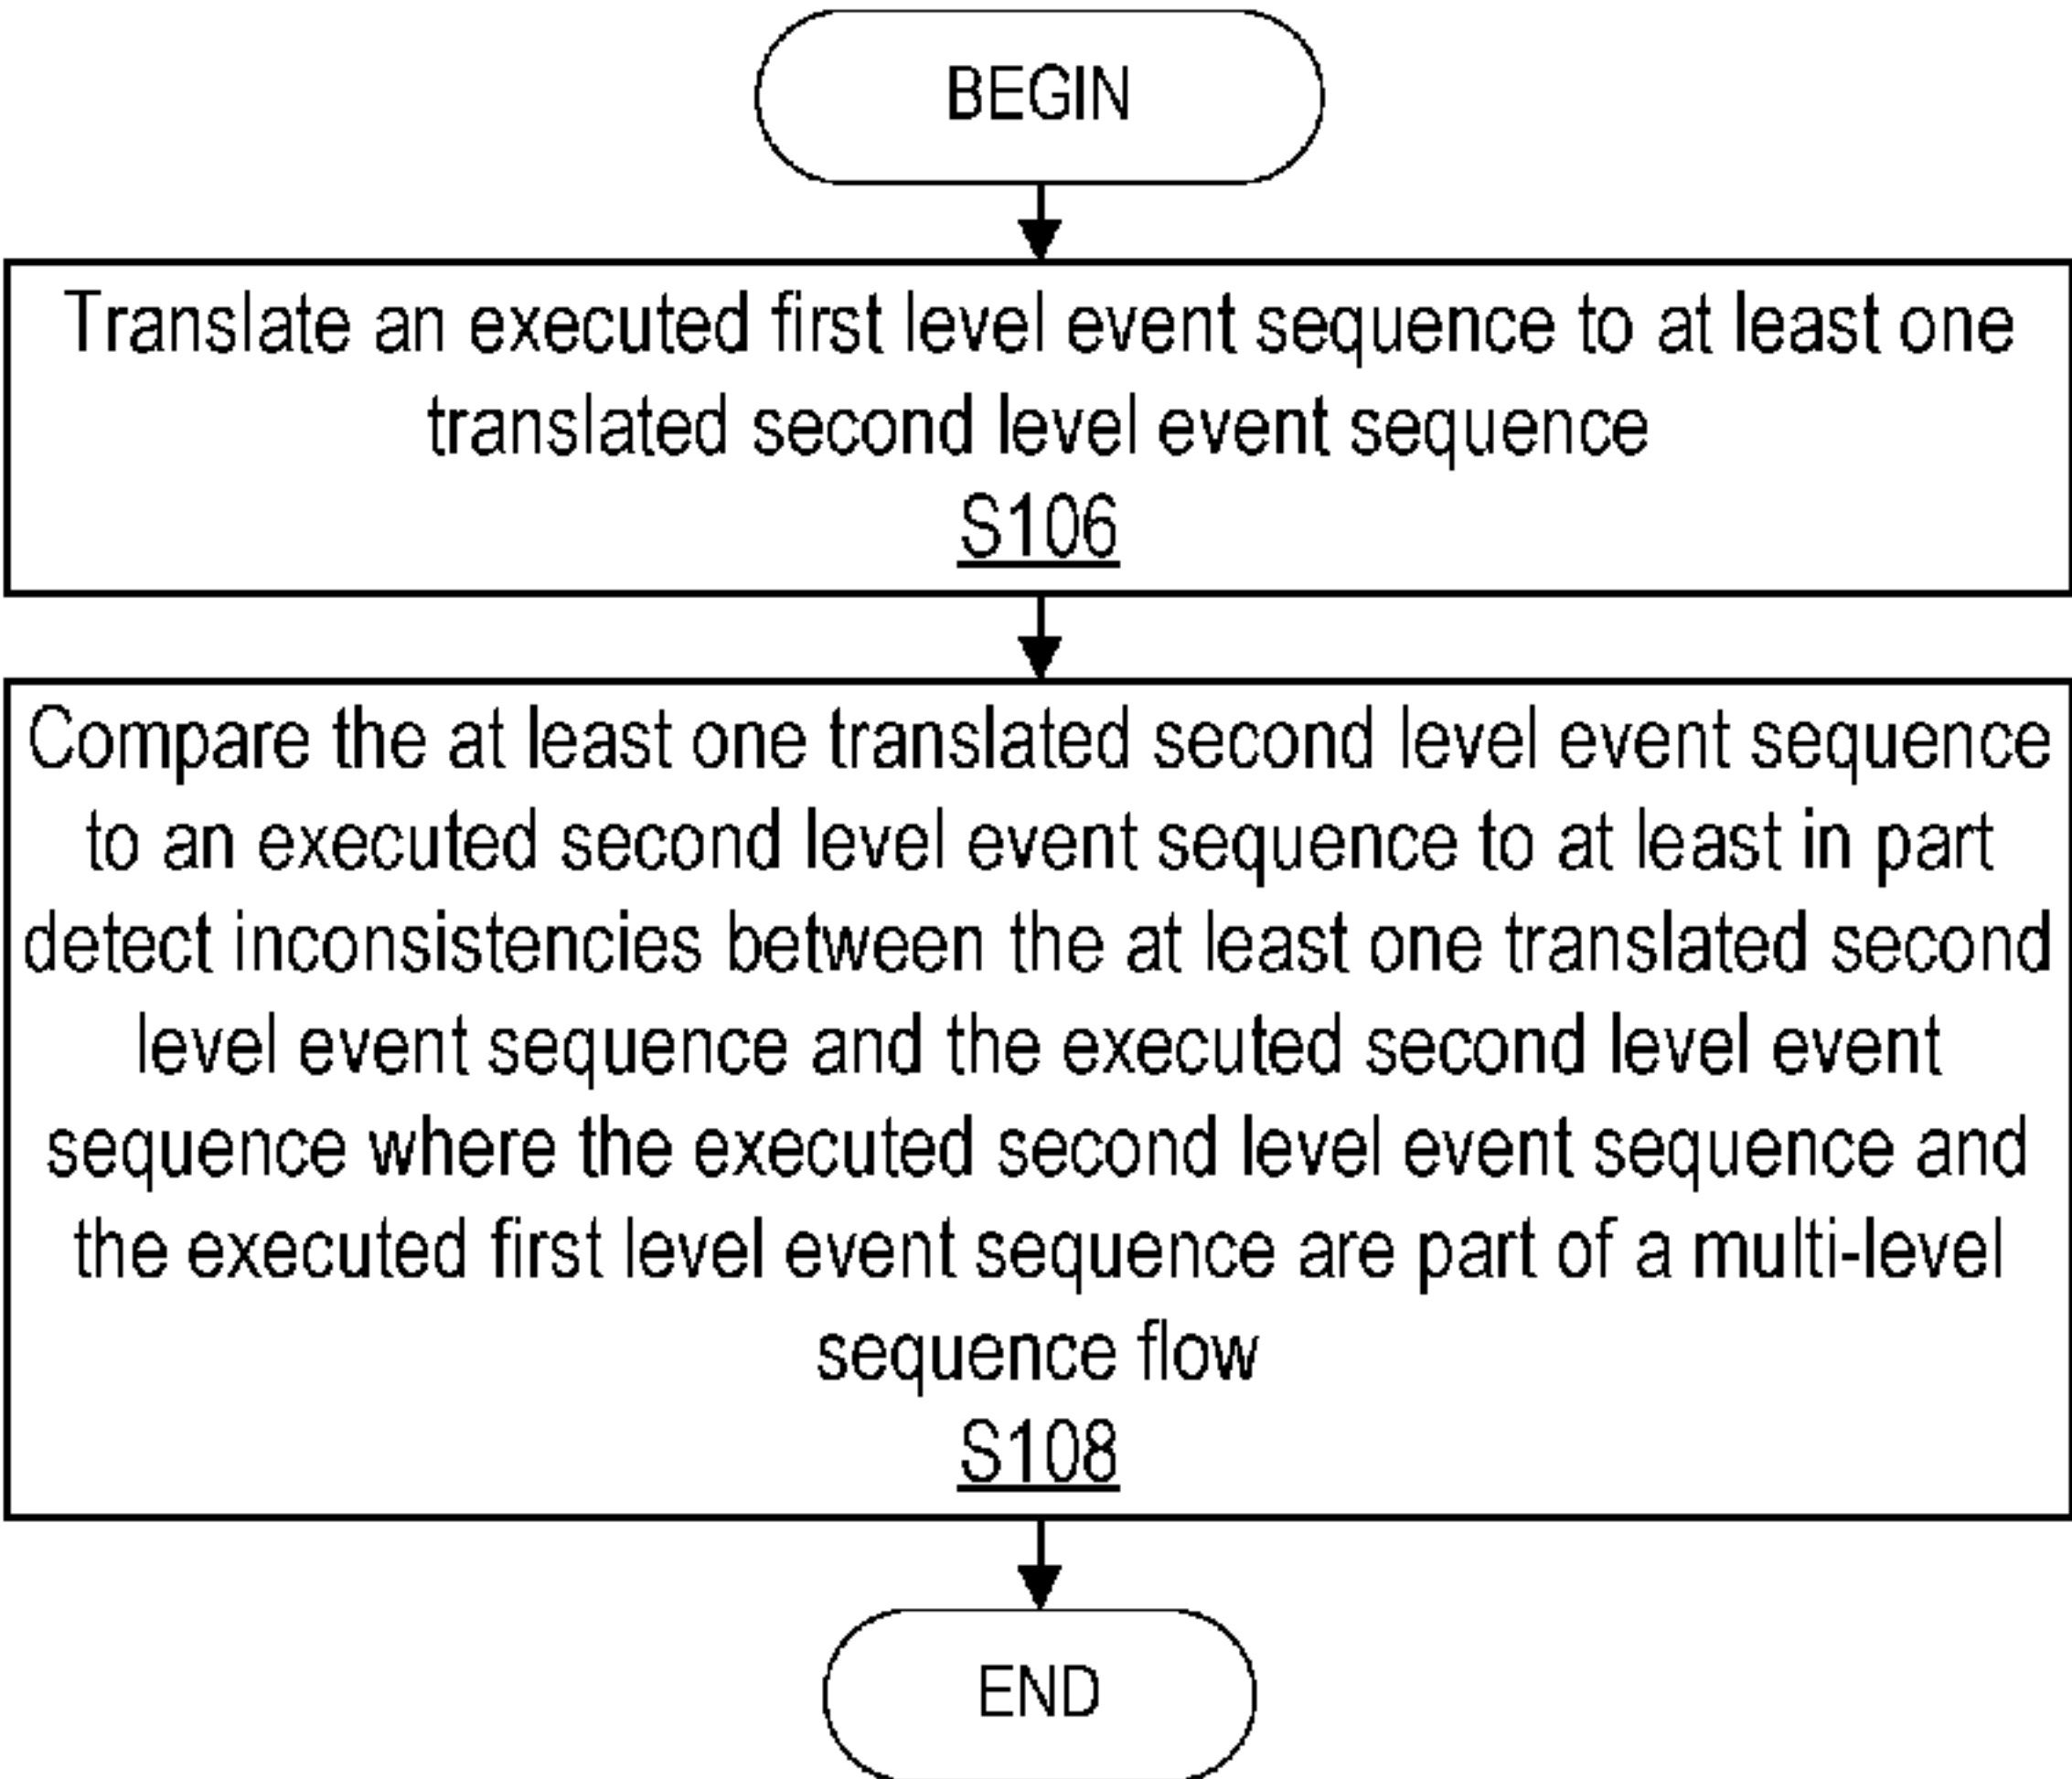 BEGIN
Translate an executed first level event sequence to at least one
translated second level event sequence
S106
Compare the at least one translated second level event sequence
to an executed second level event sequence to at least in part
detect inconsistencies between the at least one translated second
level event sequence and the executed second level event
sequence where the executed second level event sequence and
the executed first level event sequence are part of a multi-level
sequence flow
S108
END